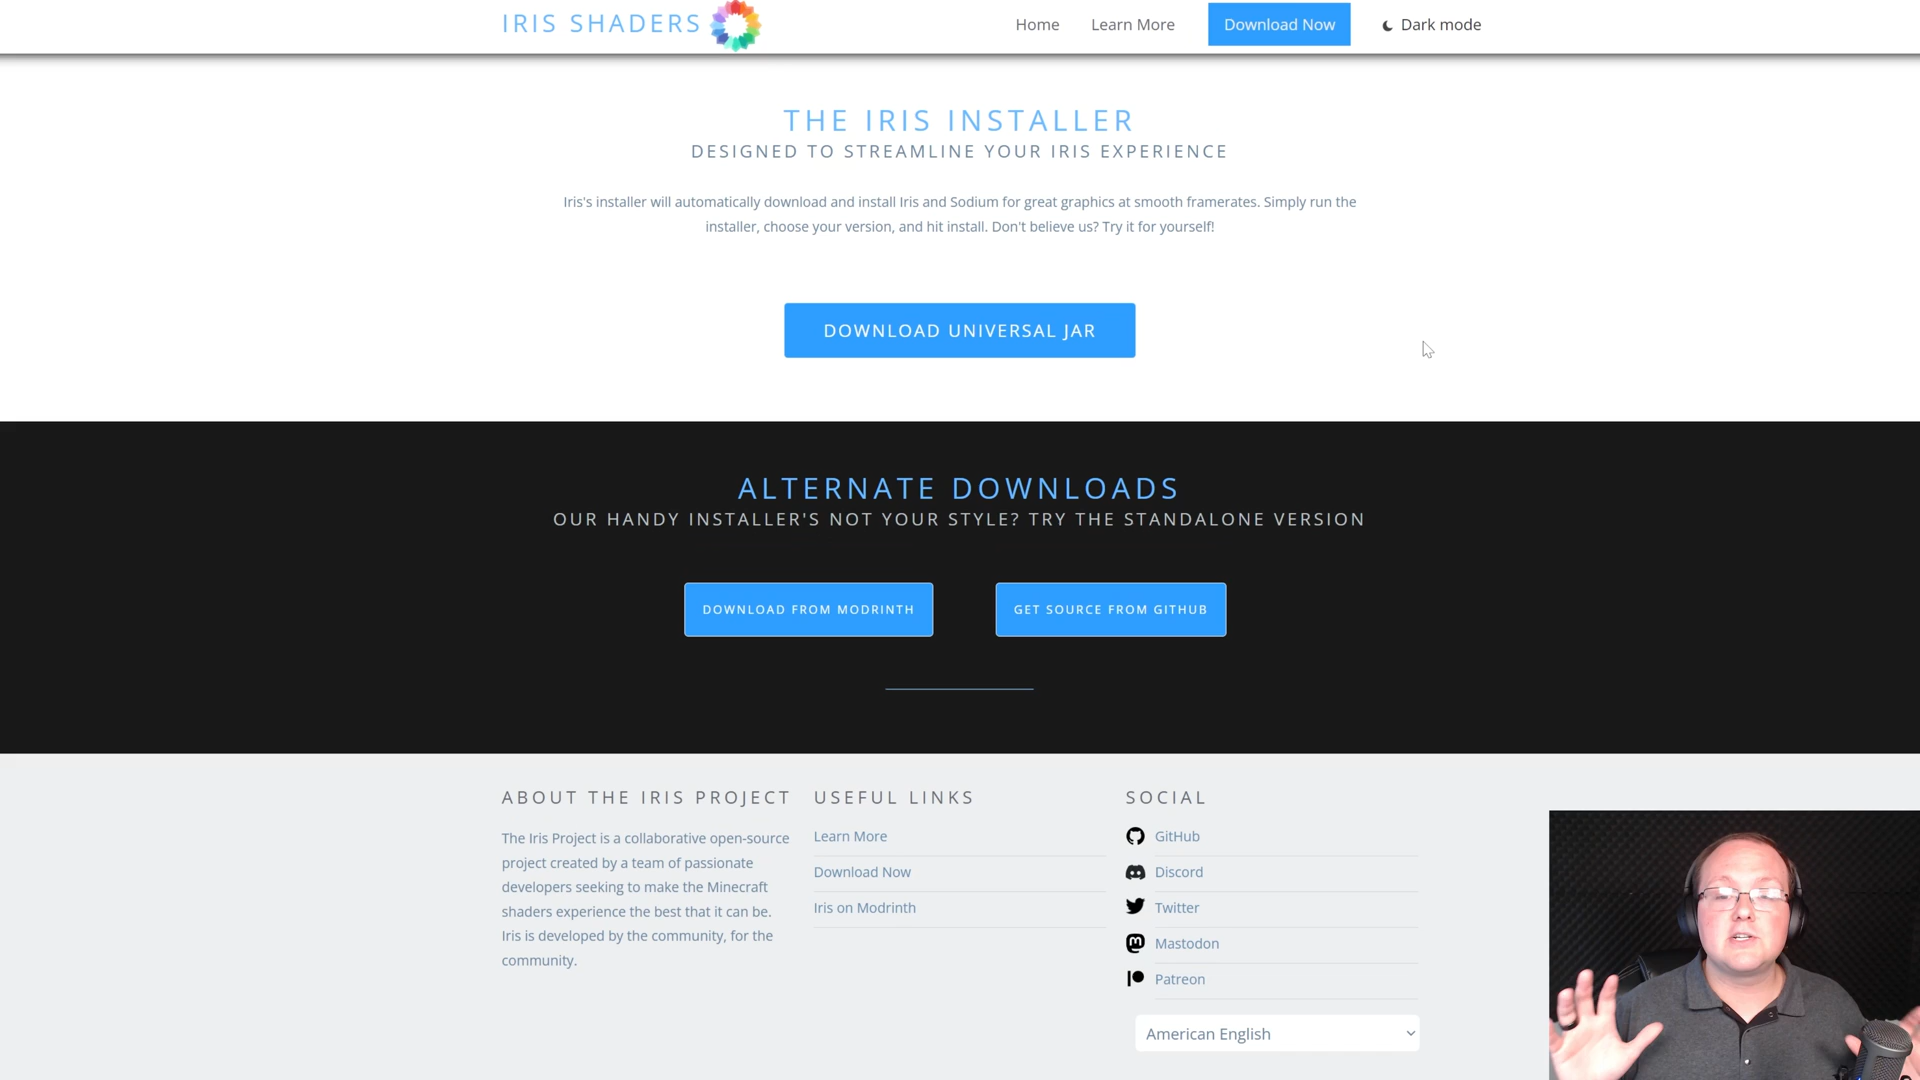 IRIS SHADERS
Home
Learn More
Download Now
Dark mode
THE IRIS INSTALLER
DESIGNED TO STREAMLINE YOUR IRIS EXPERIENCE
Iris's installer will automatically download and install Iris and Sodium for great graphics at smooth framerates. Simply run the
installer, choose your version, and hit install. Don't believe us? Try it for yourself!
DOWNLOAD UNIVERSAL JAR
ALTERNATE DOWNLOADS
OUR HANDY INSTALLER'S NOT YOUR STYLE? TRY THE STANDALONE VERSION
DOWNLOAD FROM MODRINTH
GET SOURCE FROM GITHUB
ABOUT THE IRIS PROJECT
The Iris Project is a collaborative open-source
project created by a team of passionate
developers seeking to make the Minecraft
shaders experience the best that it can be.
Iris is developed by the community, for the
community.
USEFUL LINKS
Learn More
Download Now
Iris on Modrinth
SOCIAL
GitHub
Discord
Twitter
Mastodon
Patreon
American English